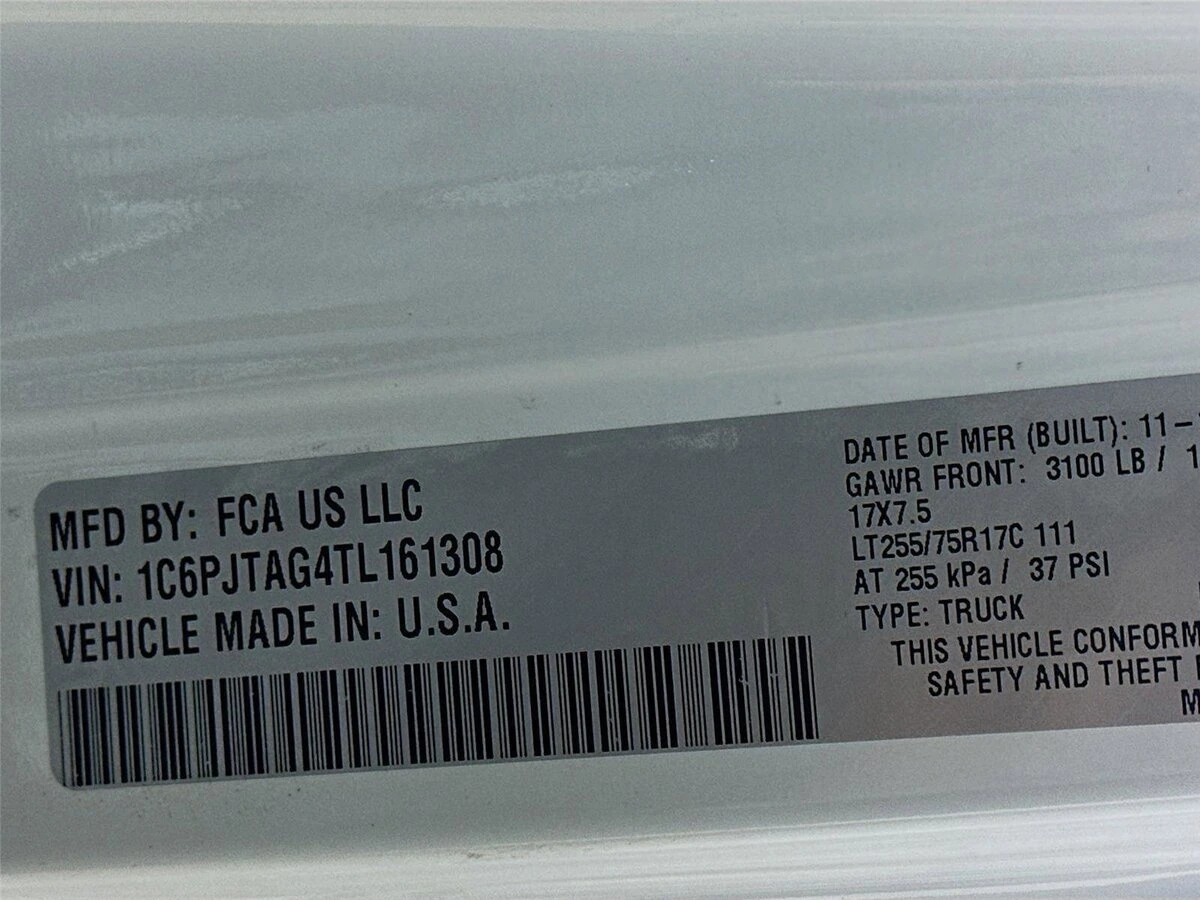 MFD BY: FCA US LLC
VIN: 1C6PJTAG4TL161308
VEHICLE MADE IN: U.S.A.
DATE OF MFR (BUILT): 11-
GAWR FRONT: 3100 LB / 1
17X7.5
LT255/75R17C 111
AT 255 kPa / 37 PSI
TYPE: TRUCK
THIS VEHICLE CONFORM
SAFETY AND THEFT
M